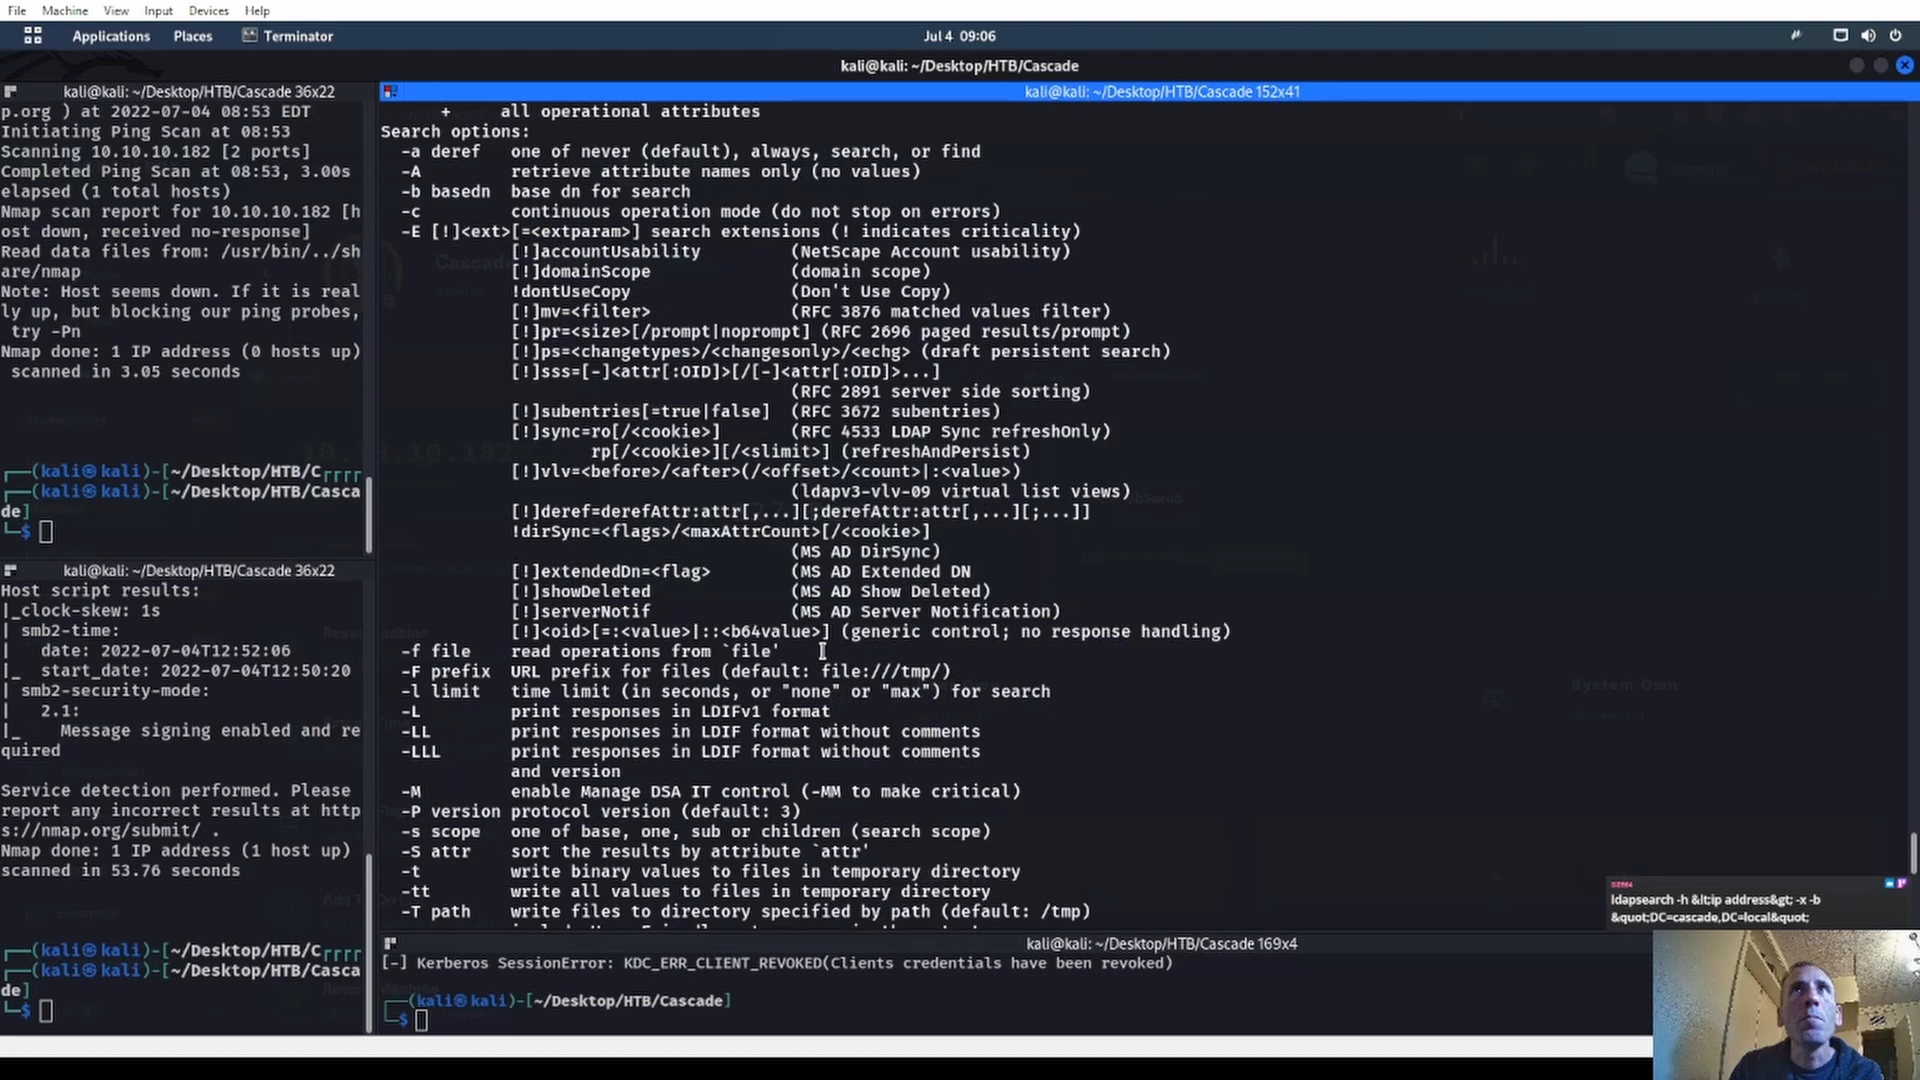 File Machine View Input Devices Help
Applications Places Terminator Jul 4 09:06
kali@kali: ~/Desktop/HTB/Cascade
kali@kali: ~/Desktop/HTB/Cascade 36x22
p.org ) at 2022-07-04 08:53 EDT
Initiating Ping Scan at 08:53
Scanning 10.10.10.182 [2 ports]
Completed Ping Scan at 08:53, 3.00s
elapsed (1 total hosts)
Nmap scan report for 10.10.10.182 [h
ost down, received no-response]
Read data files from: /usr/bin/../sh
are/nmap
Note: Host seems down. If it is real
ly up, but blocking our ping probes,
try -Pn
Nmap done: 1 IP address (0 hosts up)
scanned in 3.05 seconds
┌──(kali㉿kali)-[~/Desktop/HTB/C┌┌┌┌
┌──(kali㉿kali)-[~/Desktop/HTB/Casca
de]
└─$
kali@kali: ~/Desktop/HTB/Cascade 36x22
Host script results:
|_clock-skew: 1s
| smb2-time:
|   date: 2022-07-04T12:52:06
|_  start_date: 2022-07-04T12:50:20
| smb2-security-mode:
|   2.1:
|_    Message signing enabled and re
quired
Service detection performed. Please
report any incorrect results at http
s://nmap.org/submit/ .
Nmap done: 1 IP address (1 host up)
scanned in 53.76 seconds
┌──(kali㉿kali)-[~/Desktop/HTB/C┌┌┌┌
┌──(kali㉿kali)-[~/Desktop/HTB/Casca
de]
└─$
kali@kali: ~/Desktop/HTB/Cascade 152x41
+     all operational attributes
Search options:
-a deref   one of never (default), always, search, or find
-A         retrieve attribute names only (no values)
-b basedn  base dn for search
-c         continuous operation mode (do not stop on errors)
-E [!]<ext>[=<extparam>] search extensions (! indicates criticality)
[!]accountUsability         (NetScape Account usability)
[!]domainScope              (domain scope)
!dontUseCopy                (Don't Use Copy)
[!]mv=<filter>              (RFC 3876 matched values filter)
[!]pr=<size>[/prompt|noprompt] (RFC 2696 paged results/prompt)
[!]ps=<changetypes>/<changesonly>/<echg> (draft persistent search)
[!]sss=[-]<attr[:OID]>[/[-]<attr[:OID]>...]
(RFC 2891 server side sorting)
[!]subentries[=true|false]  (RFC 3672 subentries)
[!]sync=ro[/<cookie>]       (RFC 4533 LDAP Sync refreshOnly)
rp[/<cookie>][/<slimit>] (refreshAndPersist)
[!]vlv=<before>/<after>(/<offset>/<count>|:<value>)
(ldapv3-vlv-09 virtual list views)
[!]deref=derefAttr:attr[,...][;derefAttr:attr[,...][;...]]
!dirSync=<flags>/<maxAttrCount>[/<cookie>]
(MS AD DirSync)
[!]extendedDn=<flag>        (MS AD Extended DN
[!]showDeleted              (MS AD Show Deleted)
[!]serverNotif              (MS AD Server Notification)
[!]<oid>[=:<value>|::<b64value>] (generic control; no response handling)
-f file    read operations from `file'
-F prefix  URL prefix for files (default: file:///tmp/)
-l limit   time limit (in seconds, or "none" or "max") for search
-L         print responses in LDIFv1 format
-LL        print responses in LDIF format without comments
-LLL       print responses in LDIF format without comments
and version
-M         enable Manage DSA IT control (-MM to make critical)
-P version protocol version (default: 3)
-s scope   one of base, one, sub or children (search scope)
-S attr    sort the results by attribute `attr'
-t         write binary values to files in temporary directory
-tt        write all values to files in temporary directory
-T path    write files to directory specified by path (default: /tmp)
ldapsearch -h &lt;ip address&gt; -x -b
&quot;DC=cascade,DC=local&quot;
kali@kali: ~/Desktop/HTB/Cascade 169x4
[-] Kerberos SessionError: KDC_ERR_CLIENT_REVOKED(Clients credentials have been revoked)
┌──(kali㉿kali)-[~/Desktop/HTB/Cascade]
└─$